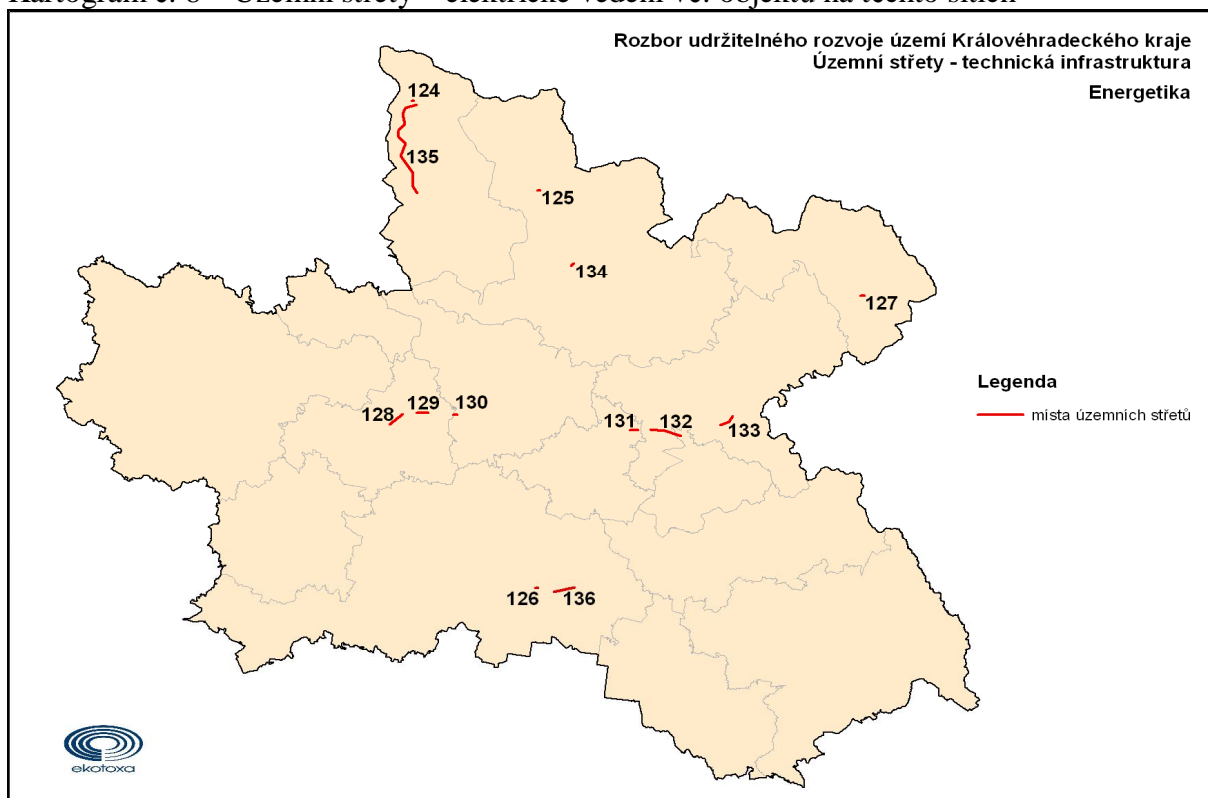 Rozbor udržitelného rozvoje území Královéhradeckého kraje
Územní střety - technická infrastruktura
Energetika
124
135
125
134
127
128
129
130
131
132
133
126
136
Legenda
místa územních střetů
ekotoxa